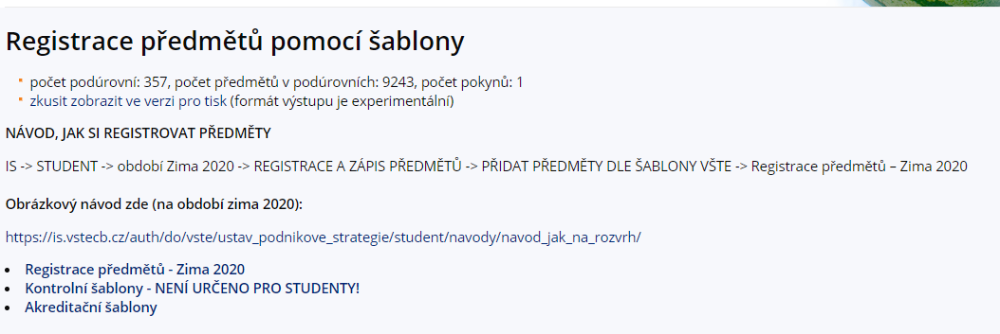 Registrace předmětů pomocí šablony
počet podúrovní: 357, počet předmětů v podúrovních: 9243, počet pokynů: 1
zkusit zobrazit ve verzi pro tisk (formát výstupu je experimentální)
NÁVOD, JAK SI REGISTROVAT PŘEDMĚTY
IS -> STUDENT -> období Zima 2020 -> REGISTRACE A ZÁPIS PŘEDMĚTŮ -> PŘIDAT PŘEDMĚTY DLE ŠABLONY VŠTE -> Registrace předmětů – Zima 2020
Obrázkový návod zde (na období zima 2020):
https://is.vstecb.cz/auth/do/vste/ustav_podnikove_strategie/student/navody/navod_jak_na_rozvrh/
Registrace předmětů - Zima 2020
Kontrolní šablony - NENÍ URČENO PRO STUDENTY!
Akreditační šablony